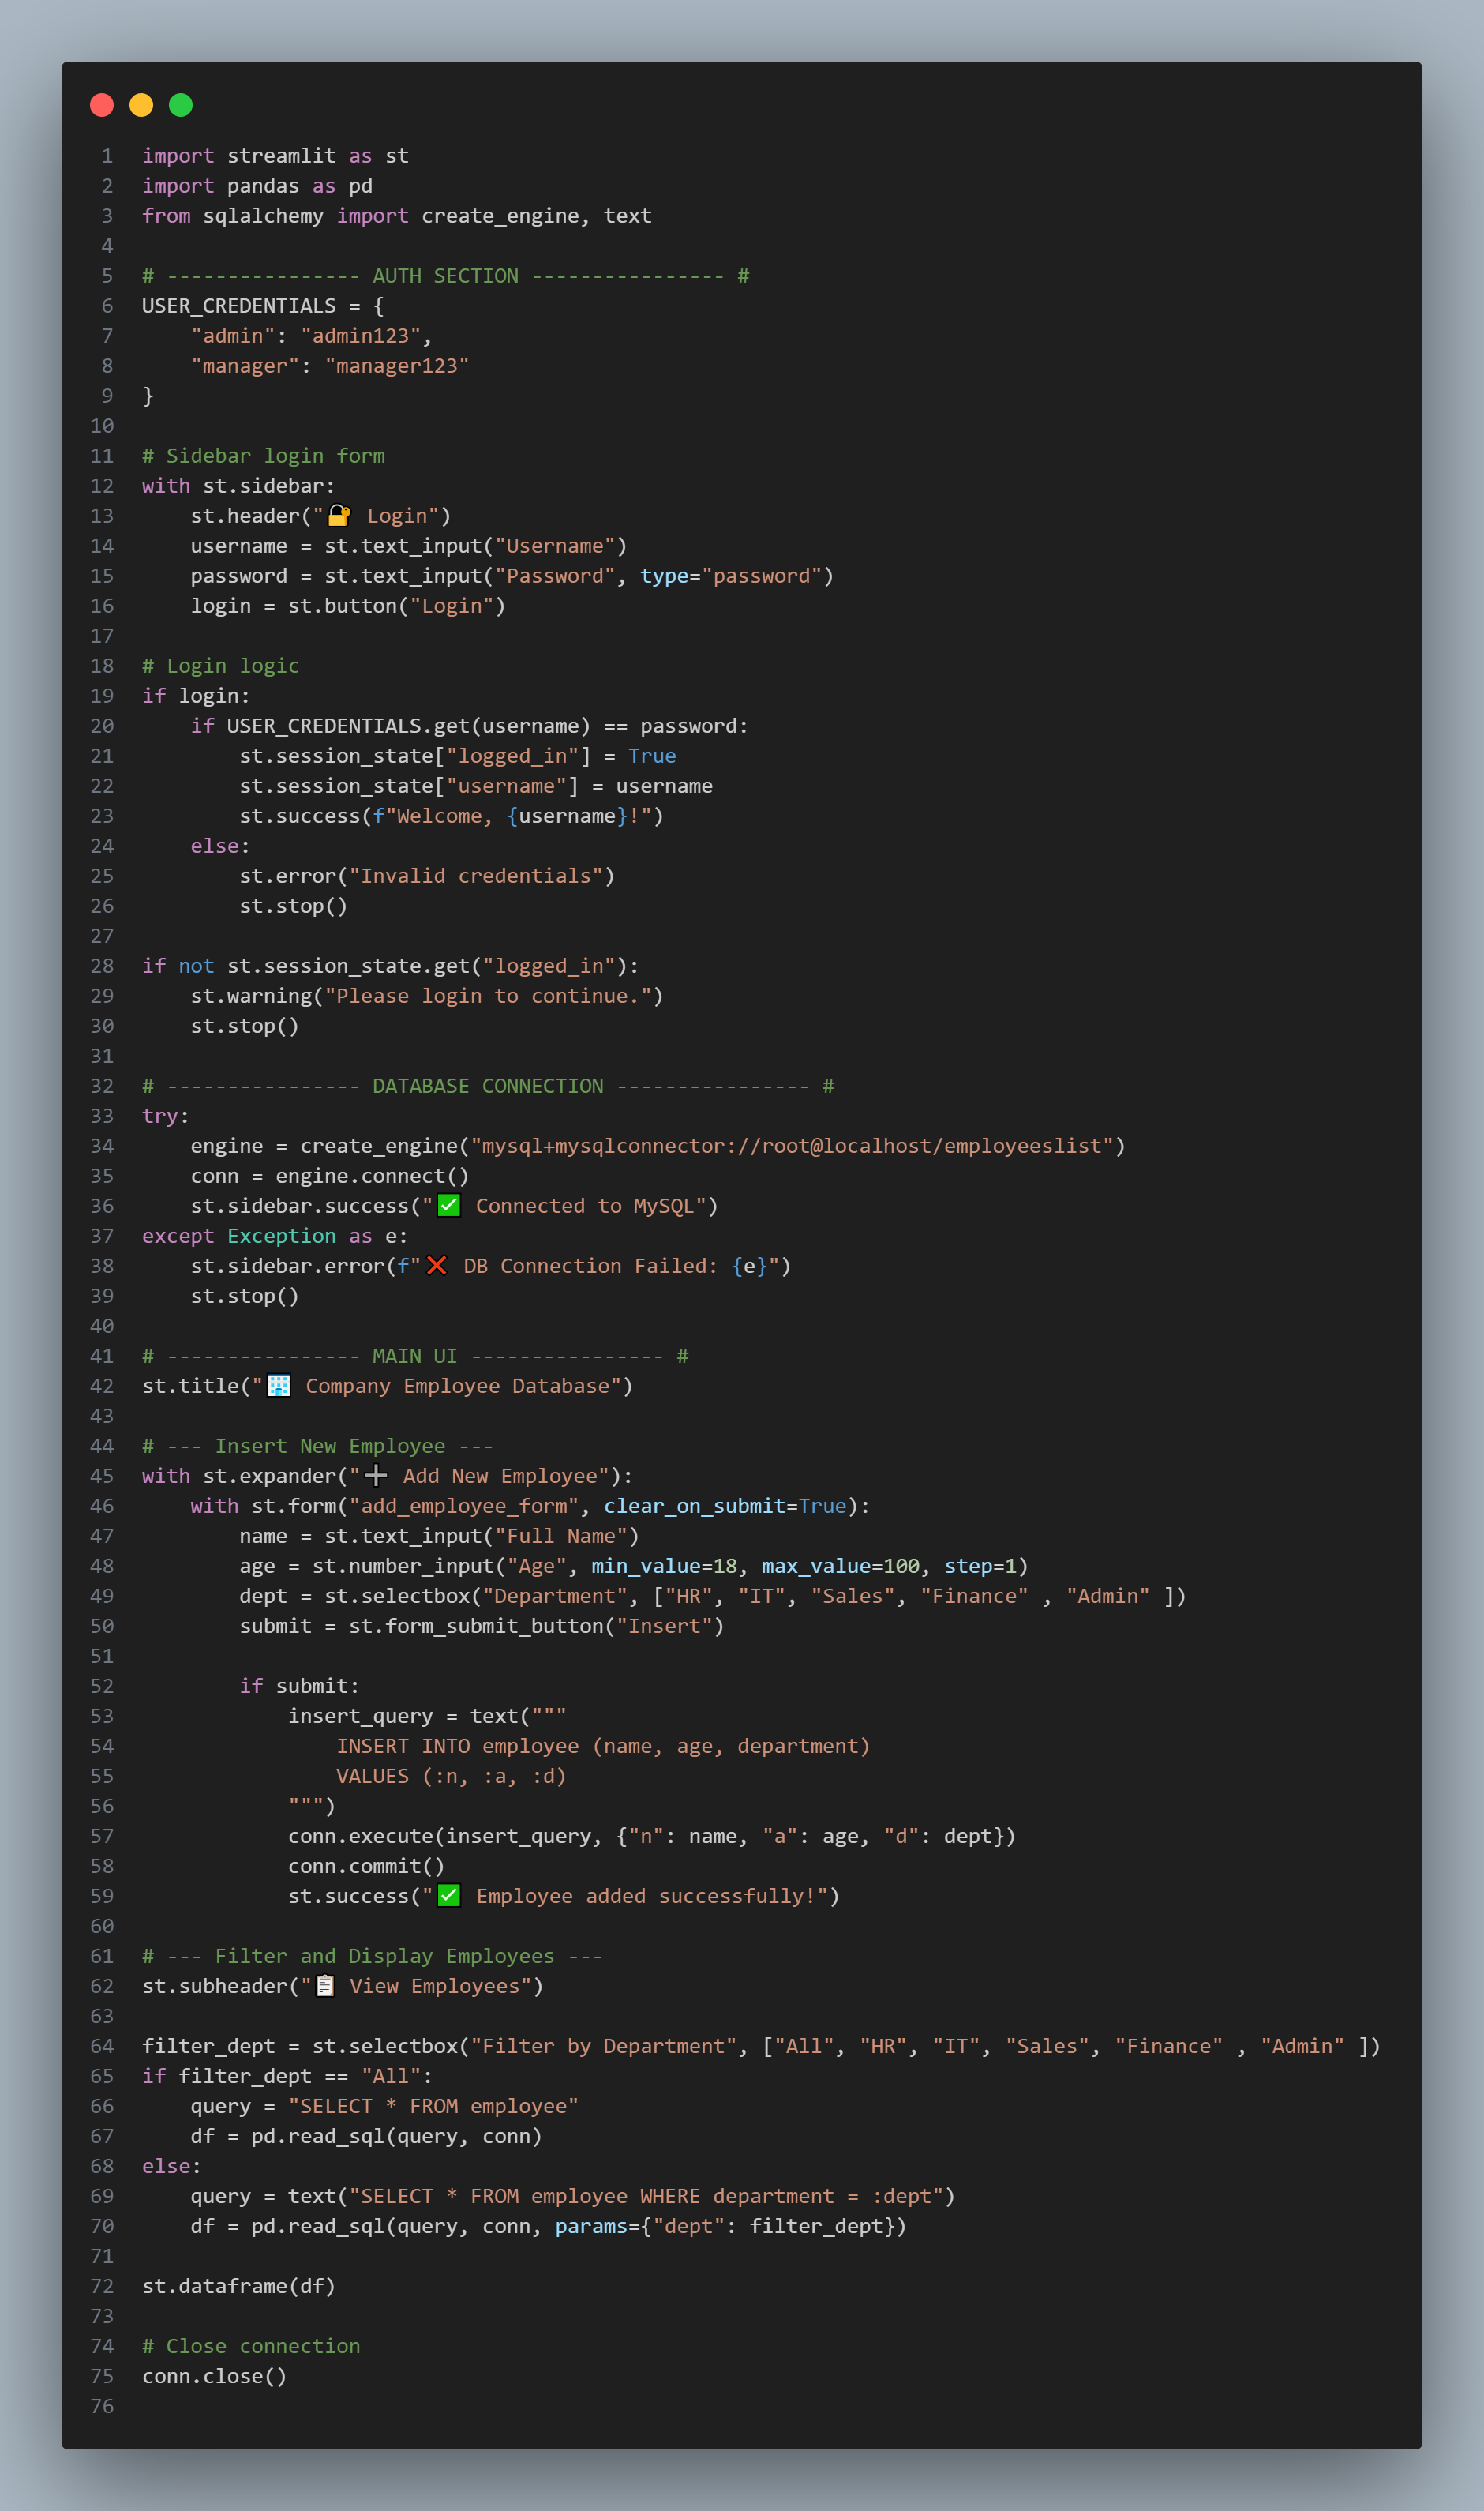 1 import streamlit as st
2 import pandas as pd
3 from sqlalchemy import create_engine, text
4
5 # ---------------- AUTH SECTION ---------------- #
6 USER_CREDENTIALS = {
7     "admin": "admin123",
8     "manager": "manager123"
9 }
10
11 # Sidebar login form
12 with st.sidebar:
13     st.header("🔐 Login")
14     username = st.text_input("Username")
15     password = st.text_input("Password", type="password")
16     login = st.button("Login")
17
18 # Login logic
19 if login:
20     if USER_CREDENTIALS.get(username) == password:
21         st.session_state["logged_in"] = True
22         st.session_state["username"] = username
23         st.success(f"Welcome, {username}!")
24     else:
25         st.error("Invalid credentials")
26         st.stop()
27
28 if not st.session_state.get("logged_in"):
29     st.warning("Please login to continue.")
30     st.stop()
31
32 # ---------------- DATABASE CONNECTION ---------------- #
33 try:
34     engine = create_engine("mysql+mysqlconnector://root@localhost/employeeslist")
35     conn = engine.connect()
36     st.sidebar.success("✅ Connected to MySQL")
37 except Exception as e:
38     st.sidebar.error(f"❌ DB Connection Failed: {e}")
39     st.stop()
40
41 # ---------------- MAIN UI ---------------- #
42 st.title("🏢 Company Employee Database")
43
44 # --- Insert New Employee ---
45 with st.expander("➕ Add New Employee"):
46     with st.form("add_employee_form", clear_on_submit=True):
47         name = st.text_input("Full Name")
48         age = st.number_input("Age", min_value=18, max_value=100, step=1)
49         dept = st.selectbox("Department", ["HR", "IT", "Sales", "Finance" , "Admin" ])
50         submit = st.form_submit_button("Insert")
51
52         if submit:
53             insert_query = text("""
54                 INSERT INTO employee (name, age, department)
55                 VALUES (:n, :a, :d)
56             """)
57             conn.execute(insert_query, {"n": name, "a": age, "d": dept})
58             conn.commit()
59             st.success("✅ Employee added successfully!")
60
61 # --- Filter and Display Employees ---
62 st.subheader("📋 View Employees")
63
64 filter_dept = st.selectbox("Filter by Department", ["All", "HR", "IT", "Sales", "Finance" , "Admin" ])
65 if filter_dept == "All":
66     query = "SELECT * FROM employee"
67     df = pd.read_sql(query, conn)
68 else:
69     query = text("SELECT * FROM employee WHERE department = :dept")
70     df = pd.read_sql(query, conn, params={"dept": filter_dept})
71
72 st.dataframe(df)
73
74 # Close connection
75 conn.close()
76